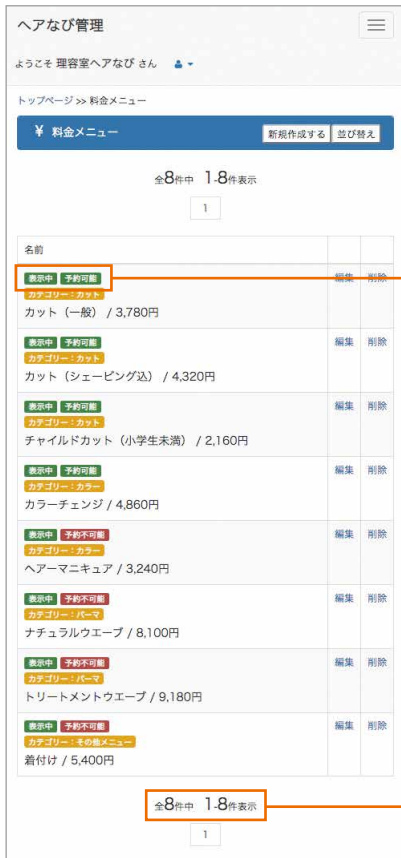 ヘアなび管理
ようこそ 理容室ヘアなび さん
トップページ >> 料金メニュー
¥ 料金メニュー 新規作成する 並び替え
全8件中 1-8件表示
1
名前
表示中 予約可能 編集 削除
カテゴリー：カット
カット（一般） / 3,780円
表示中 予約可能 編集 削除
カテゴリー：カット
カット（シェービング込） / 4,320円
表示中 予約可能 編集 削除
カテゴリー：カット
チャイルドカット（小学生未満） / 2,160円
表示中 予約可能 編集 削除
カテゴリー：カラー
カラーチェンジ / 4,860円
表示中 予約不可能 編集 削除
カテゴリー：カラー
ヘアーマニキュア / 3,240円
表示中 予約不可能 編集 削除
カテゴリー：パーマ
ナチュラルウエーブ / 8,100円
表示中 予約不可能 編集 削除
カテゴリー：パーマ
トリートメントウエーブ / 9,180円
表示中 予約不可能 編集 削除
カテゴリー：その他メニュー
着付け / 5,400円
全8件中 1-8件表示
1